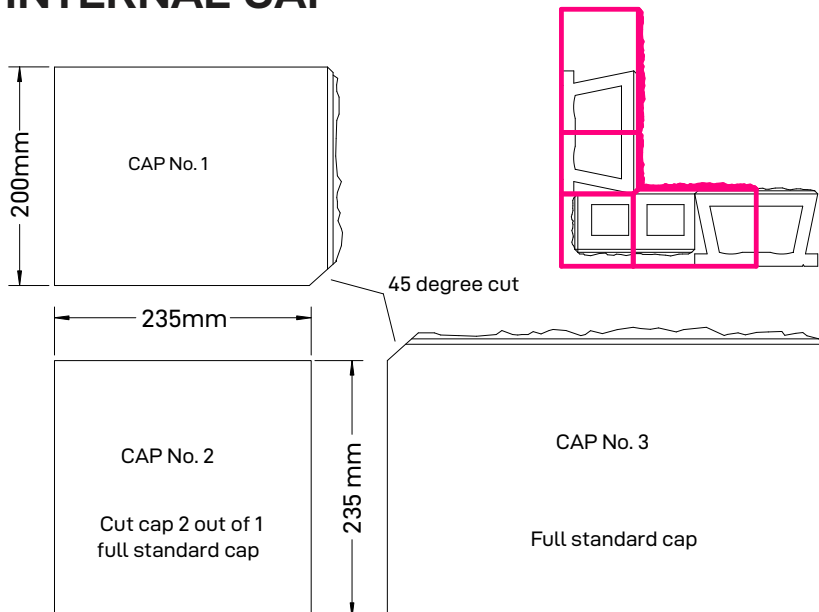 INTERNAL CAP
CAP No. 1
200mm
45 degree cut
235mm
CAP No. 2
Cut cap 2 out of 1
full standard cap
235 mm
CAP No. 3
Full standard cap